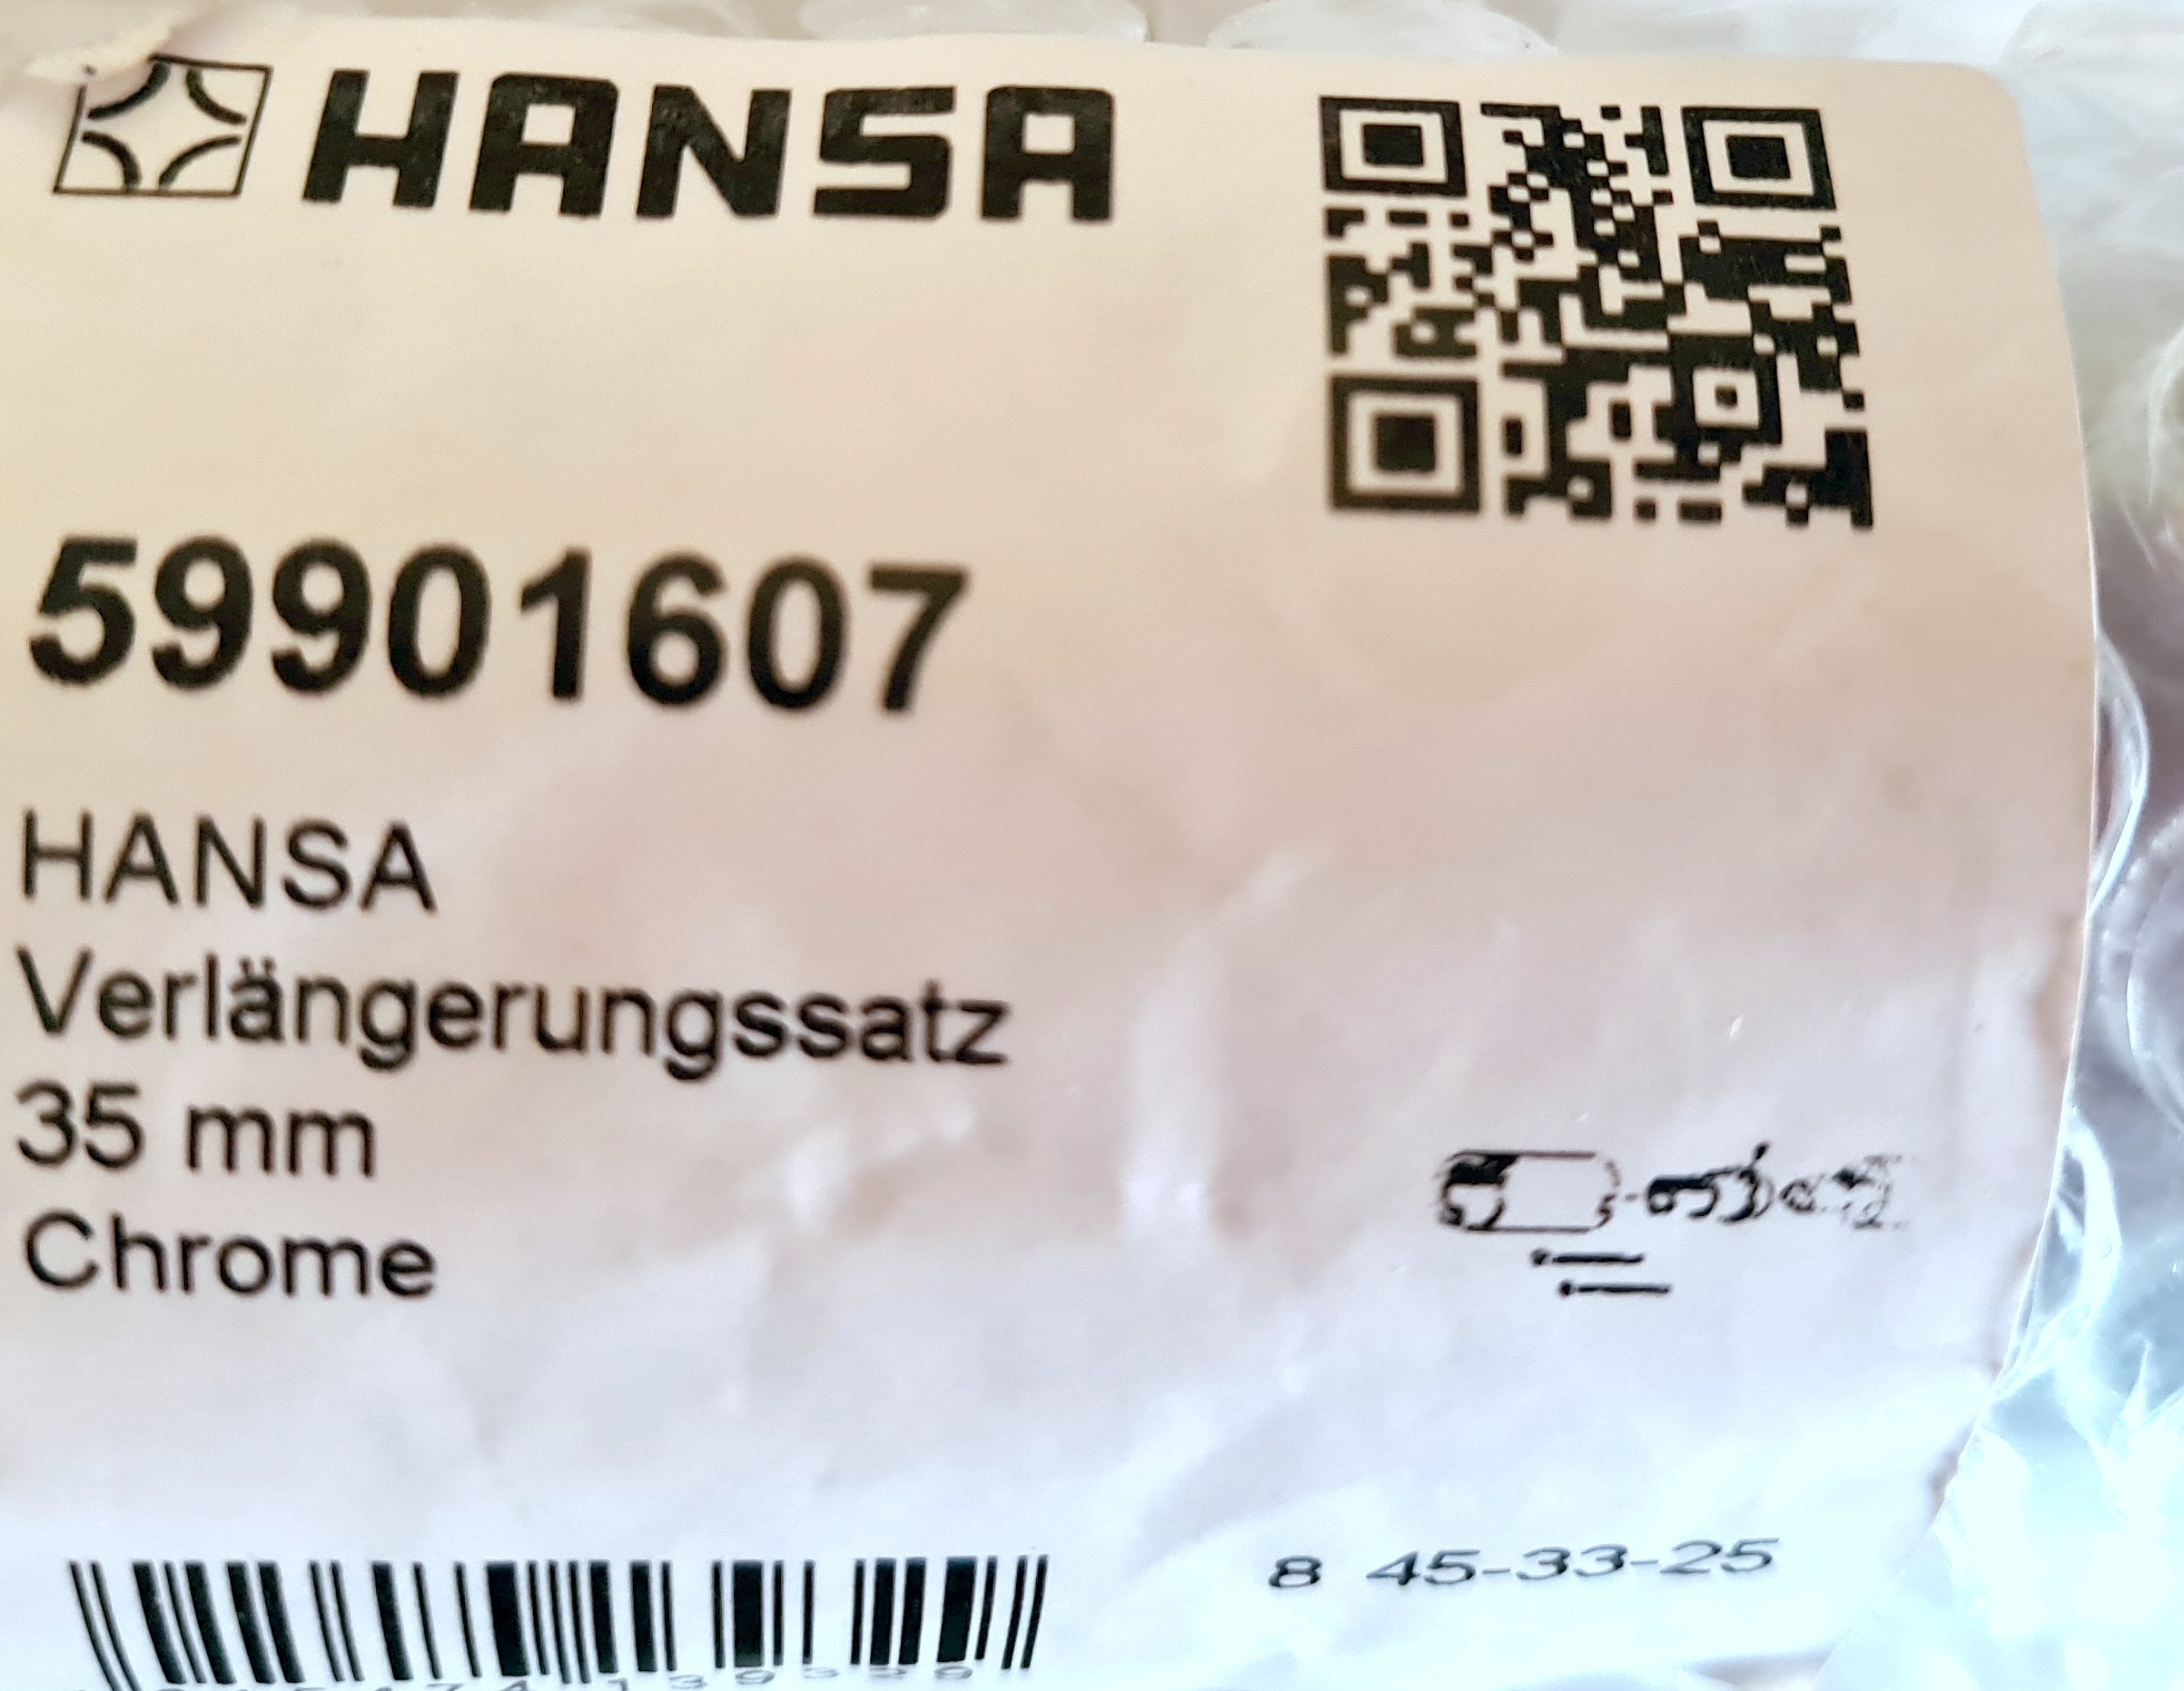 HANSA
59901607
HANSA
Verlängerungssatz
35 mm
Chrome
8 45-33-25